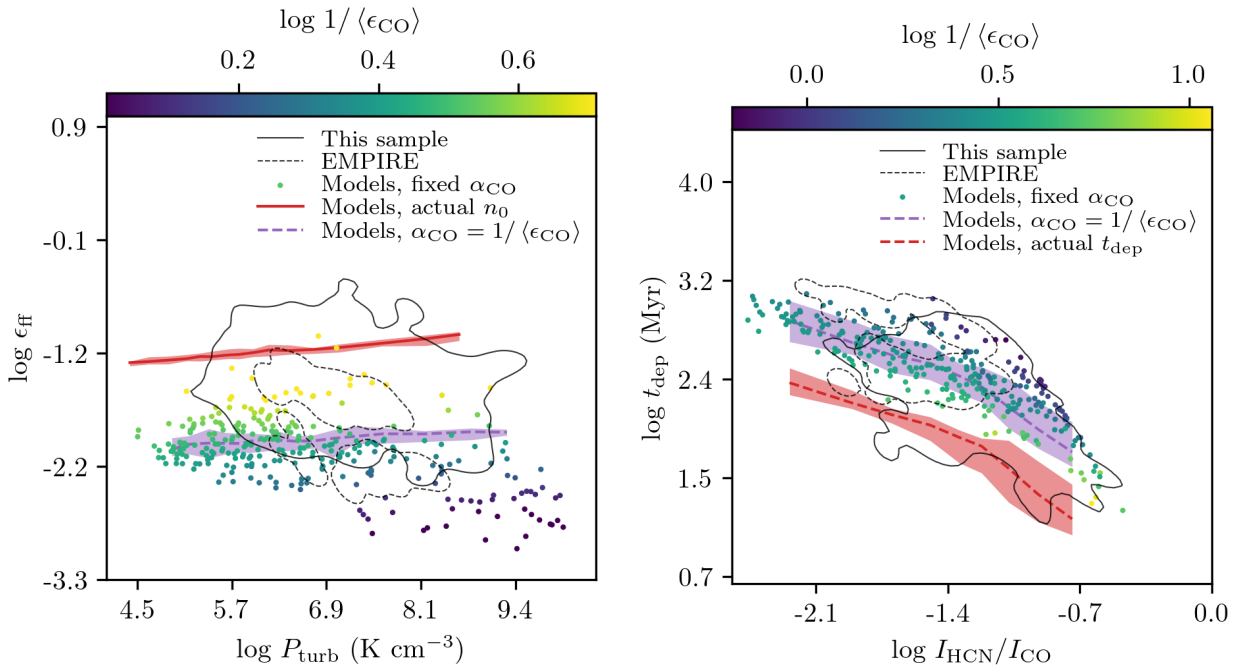 log 1/ ⟨ϵCO⟩
0.2 0.4 0.6
This sample
EMPIRE
Models, fixed αCO
Models, actual n0
Models, αCO = 1/ ⟨ϵCO⟩
0.9
-0.1
-1.2
-2.2
-3.3
log ϵff
4.5 5.7 6.9 8.1 9.4
log Pturb (K cm−3)
log 1/ ⟨ϵCO⟩
0.0 0.5 1.0
This sample
EMPIRE
Models, fixed αCO
Models, αCO = 1/ ⟨ϵCO⟩
Models, actual tdep
4.0
3.2
2.4
1.5
0.7
log tdep (Myr)
-2.1 -1.4 -0.7 0.0
log IHCN/ICO